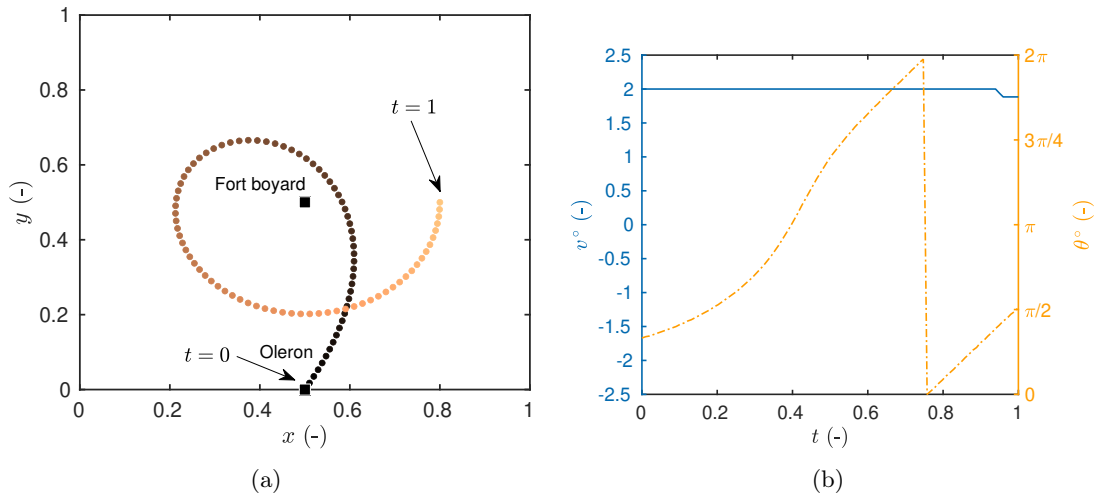 1
0.8
0.6
0.4
0.2
0
y (-)
0 0.2 0.4 0.6 0.8 1
x (-)
t = 1
Fort boyard
Oleron
t = 0
(a)
2.5
2
1.5
1
0.5
0
-0.5
-1
-1.5
-2
-2.5
v° (-)
2π
3π/4
π
π/2
0
θ° (-)
0 0.2 0.4 0.6 0.8 1
t (-)
(b)